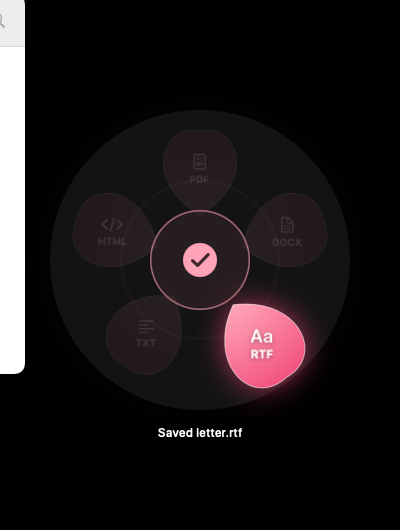 PDF
HTML
DOCX
TXT
Aa
RTF
Saved letter.rtf